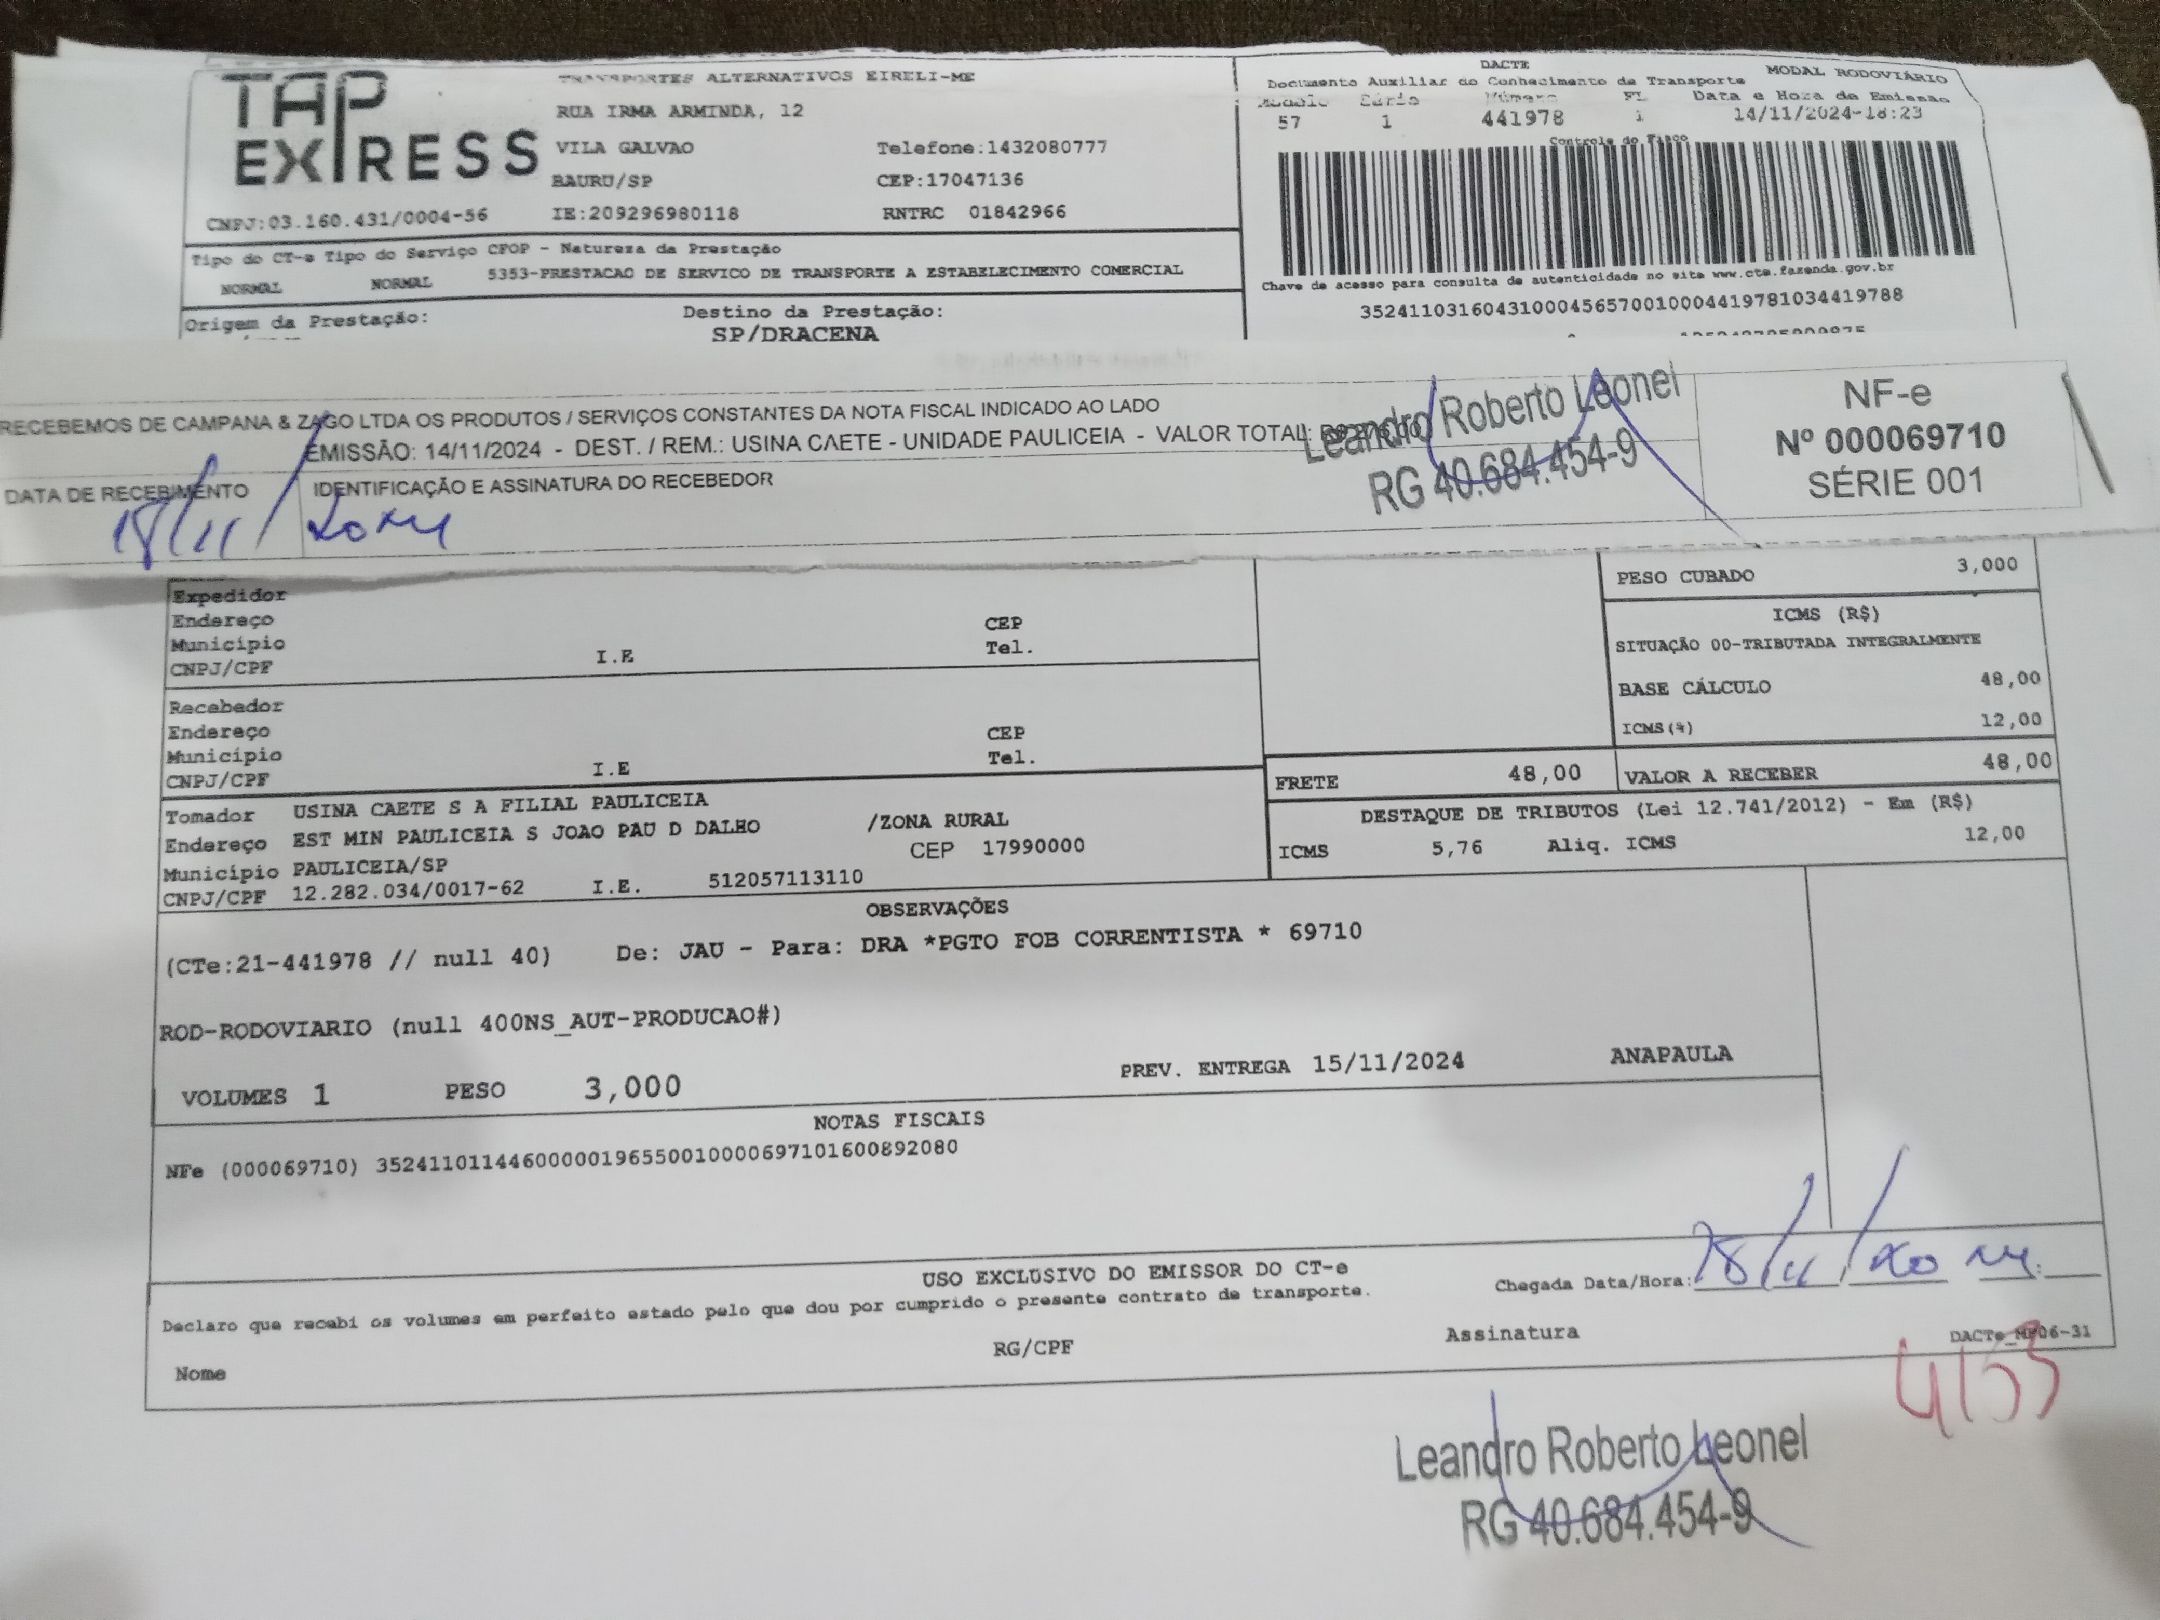 TAP
EXPRESS
TRANSPORTES ALTERNATIVOS EIRELI-ME
RUA IRMA ARMINDA, 12
VILA GALVAO Telefone:1432080777
BAURU/SP CEP:17047136
CNPJ:03.160.431/0004-56 IE:209296980118 RNTRC 01842966
DACTE MODAL RODOVIÁRIO
Documento Auxiliar do Conhecimento de Transporte
Modelo Série Número FL Data e Hora de Emissão
57 1 441978 1 14/11/2024-18:23
Controle do Fisco
Chave de acesso para consulta de autenticidade no site www.cte.fazenda.gov.br
35241103160431000456570010004419781034419788
Tipo do CT-e Tipo do Serviço CFOP - Natureza da Prestação
NORMAL NORMAL 5353-PRESTACAO DE SERVICO DE TRANSPORTE A ESTABELECIMENTO COMERCIAL
Origem da Prestação: Destino da Prestação:
SP/DRACENA
RECEBEMOS DE CAMPANA & ZAGO LTDA OS PRODUTOS / SERVIÇOS CONSTANTES DA NOTA FISCAL INDICADO AO LADO
EMISSÃO: 14/11/2024 - DEST. / REM.: USINA CAETE - UNIDADE PAULICEIA - VALOR TOTAL:
DATA DE RECEBIMENTO IDENTIFICAÇÃO E ASSINATURA DO RECEBEDOR
18/11/2024
Leandro Roberto Leonel
RG 40.684.454-9
NF-e
Nº 000069710
SÉRIE 001
Expedidor
Endereço CEP
Município Tel.
CNPJ/CPF I.E
Recebedor
Endereço CEP
Município Tel.
CNPJ/CPF I.E
PESO CUBADO 3,000
ICMS (R$)
SITUAÇÃO 00-TRIBUTADA INTEGRALMENTE
BASE CÁLCULO 48,00
ICMS(%) 12,00
FRETE 48,00 VALOR A RECEBER 48,00
DESTAQUE DE TRIBUTOS (Lei 12.741/2012) - Em (R$)
ICMS 5,76 Aliq. ICMS 12,00
Tomador USINA CAETE S A FILIAL PAULICEIA
Endereço EST MIN PAULICEIA S JOAO PAU D DALHO /ZONA RURAL
Município PAULICEIA/SP CEP 17990000
CNPJ/CPF 12.282.034/0017-62 I.E. 512057113110
OBSERVAÇÕES
(CTe:21-441978 // null 40) De: JAU - Para: DRA *PGTO FOB CORRENTISTA * 69710
ROD-RODOVIARIO (null 400NS_AUT-PRODUCAO#)
VOLUMES 1 PESO 3,000 PREV. ENTREGA 15/11/2024 ANAPAULA
NOTAS FISCAIS
NFe (000069710) 35241101144600000196550010000697101600892080
USO EXCLUSIVO DO EMISSOR DO CT-e
Declaro que recebi os volumes em perfeito estado pelo que dou por cumprido o presente contrato de transporte.
Chegada Data/Hora: 18/11/2024
Nome RG/CPF Assinatura
DACTe_MP06-31
4153
Leandro Roberto Leonel
RG 40.684.454-9